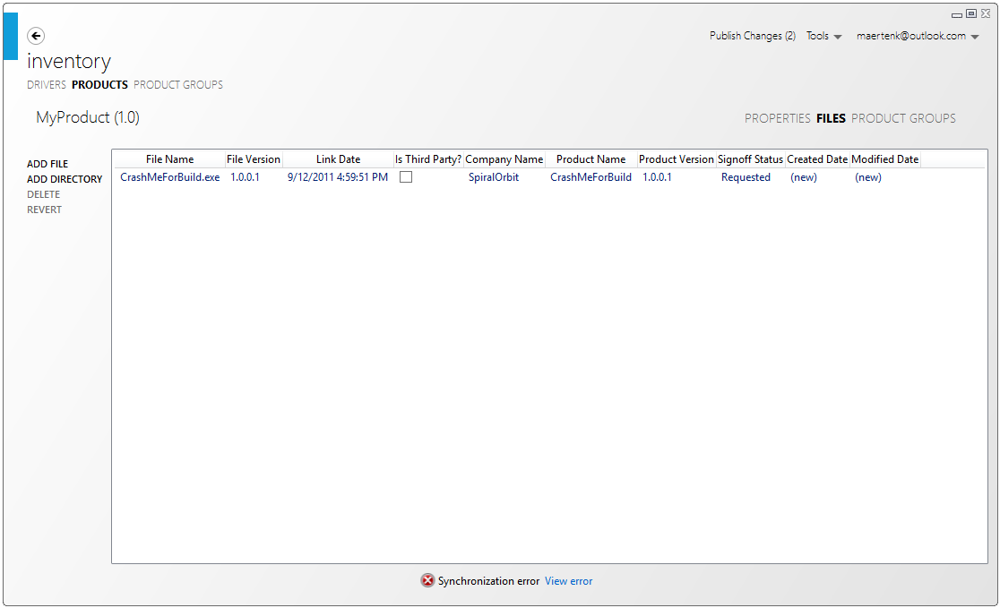 Publish Changes (2) Tools maertenk@outlook.com
inventory
DRIVERS PRODUCTS PRODUCT GROUPS
MyProduct (1.0)
PROPERTIES FILES PRODUCT GROUPS
ADD FILE
ADD DIRECTORY
DELETE
REVERT
File Name File Version Link Date Is Third Party? Company Name Product Name Product Version Signoff Status Created Date Modified Date
CrashMeForBuild.exe 1.0.0.1 9/12/2011 4:59:51 PM SpiralOrbit CrashMeForBuild 1.0.0.1 Requested (new) (new)
Synchronization error View error